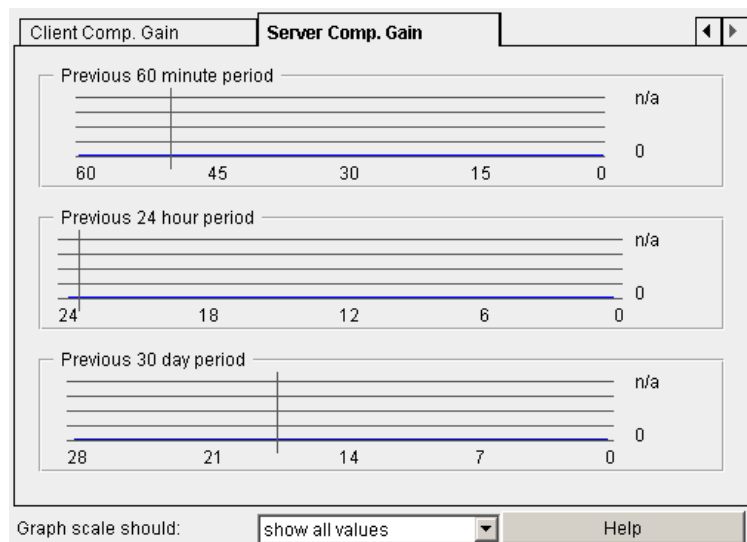 Client Comp. Gain Server Comp. Gain
Previous 60 minute period
n/a
0
60 45 30 15 0
Previous 24 hour period
n/a
0
24 18 12 6 0
Previous 30 day period
n/a
0
28 21 14 7 0
Graph scale should: show all values Help